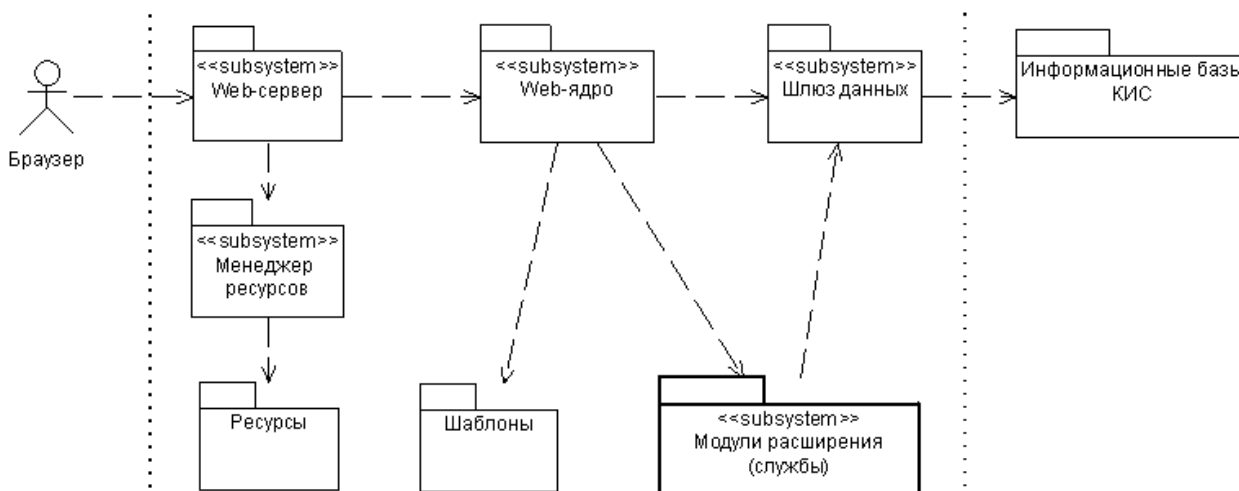 <<subsystem>>
Web-сервер
<<subsystem>>
Web-ядро
<<subsystem>>
Шлюз данных
Информационные базы
КИС
Браузер
<<subsystem>>
Менеджер
ресурсов
Ресурсы
Шаблоны
<<subsystem>>
Модули расширения
(службы)